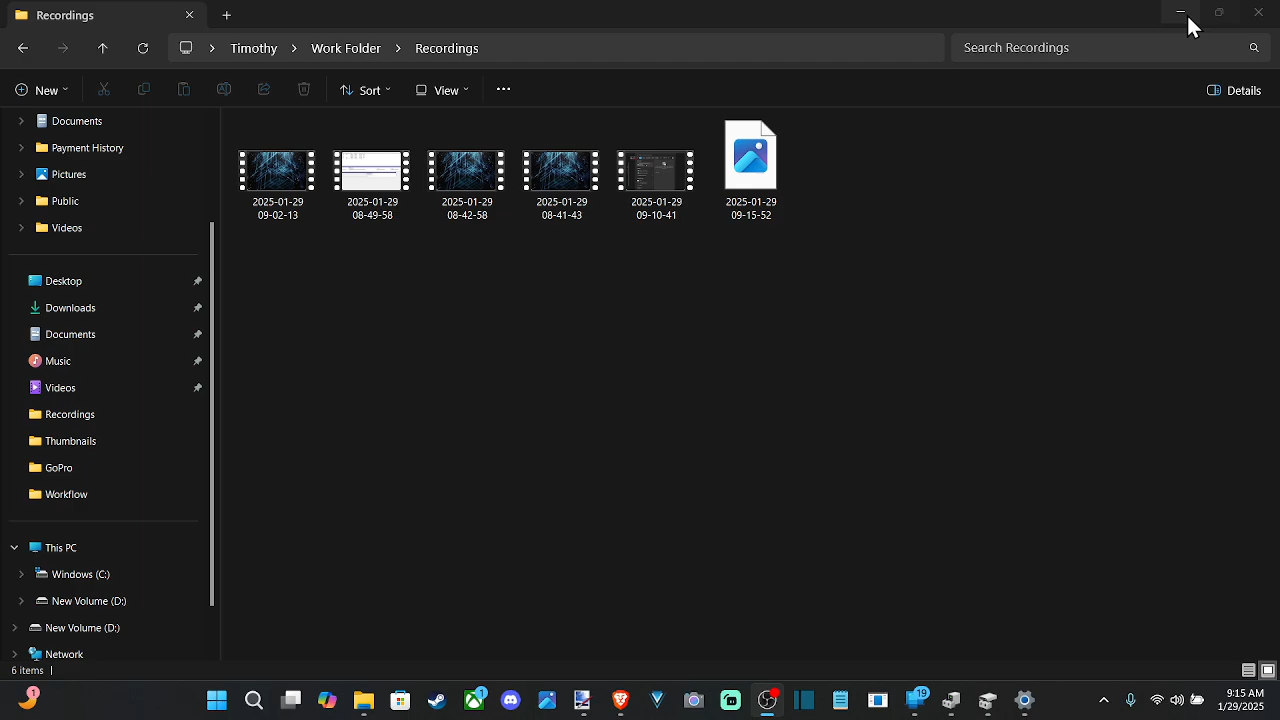 Recordings
Timothy
Work Folder
Recordings
Search Recordings
New
Sort
View
Details
Documents
Payment History
Pictures
Public
Videos
Desktop
Downloads
Documents
Music
Videos
Recordings
Thumbnails
GoPro
Workflow
This PC
Windows (C:)
New Volume (D:)
New Volume (D:)
Network
2025-01-29
09-02-13
2025-01-29
08-49-58
2025-01-29
08-42-58
2025-01-29
08-41-43
2025-01-29
09-10-41
2025-01-29
09-15-52
6 items
1
1
19
9:15 AM
1/29/2025